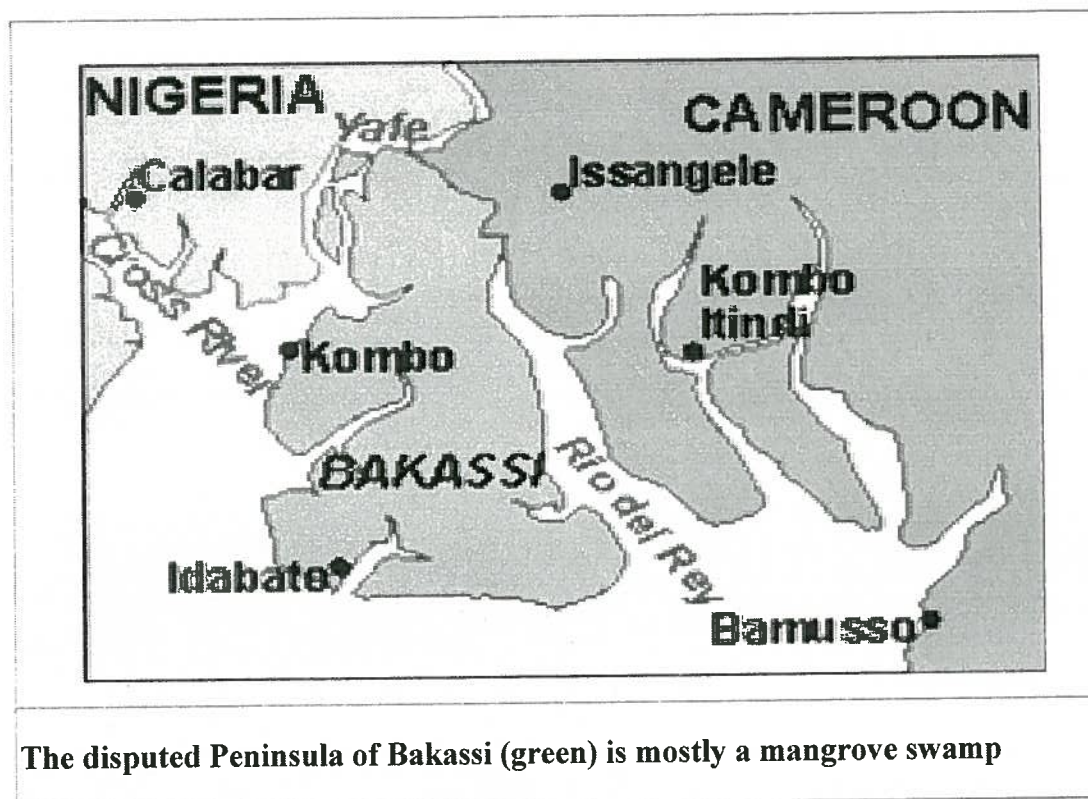 NIGERIA
CAMEROON
Yafe
Calabar
Issangele
Cross River
Kombo
Itindi
Kombo
BAKASSI
Rio del Rey
Idabato
Bamusso
The disputed Peninsula of Bakassi (green) is mostly a mangrove swamp